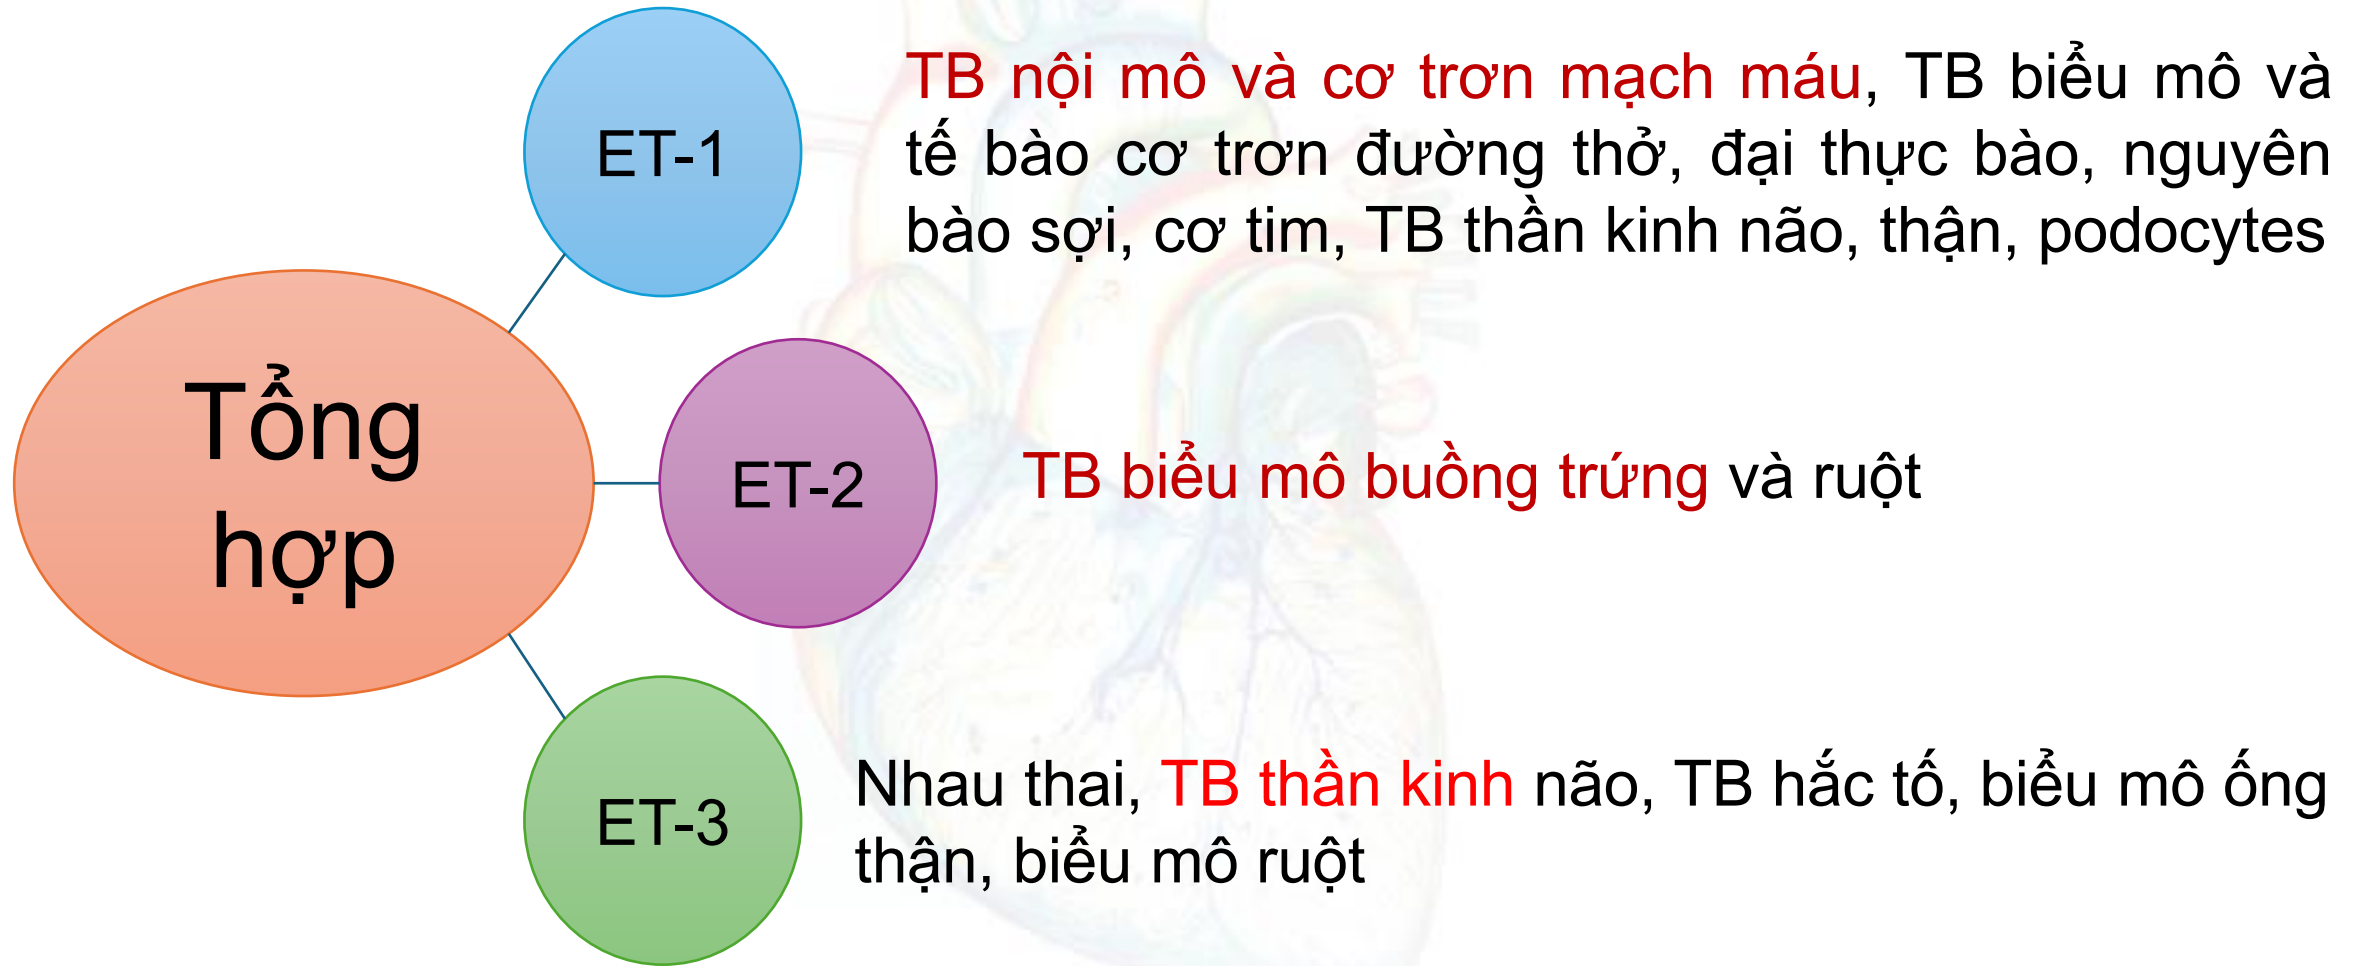 Tổng
hợp
ET-1
TB nội mô và cơ trơn mạch máu, TB biểu mô và
tế bào cơ trơn đường thở, đại thực bào, nguyên
bào sợi, cơ tim, TB thần kinh não, thận, podocytes
ET-2
TB biểu mô buồng trứng và ruột
ET-3
Nhau thai, TB thần kinh não, TB hắc tố, biểu mô ống
thận, biểu mô ruột